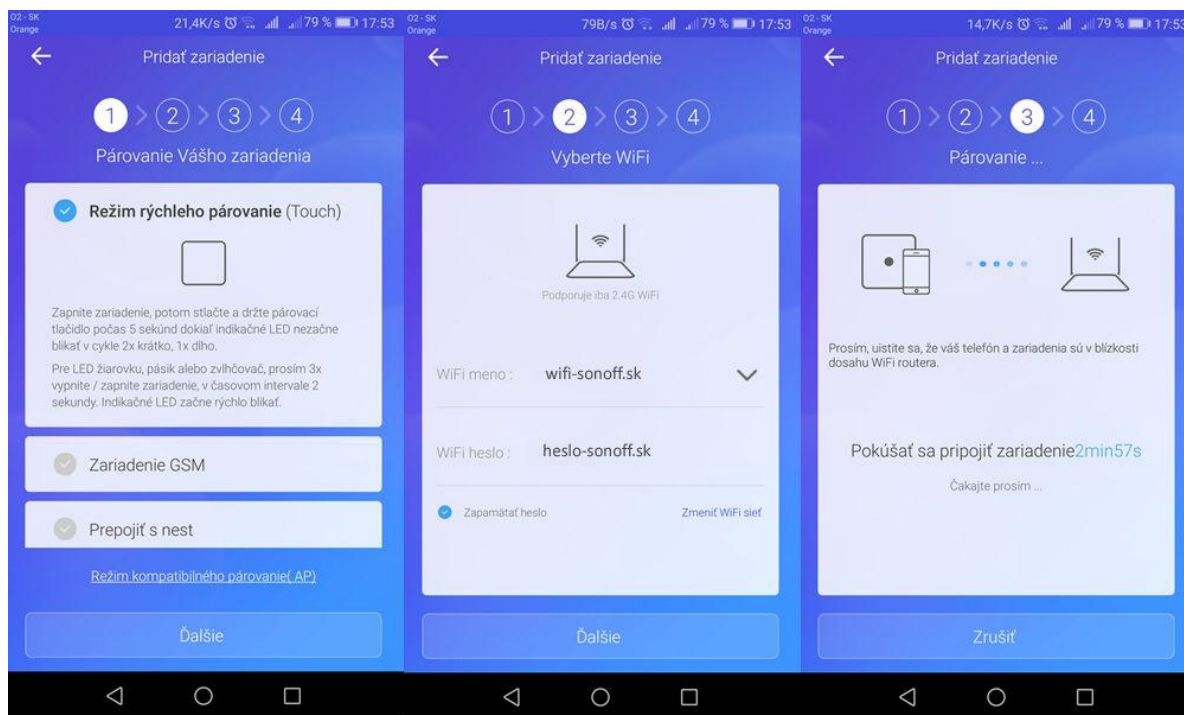 O2 - SK
Orange
21,4K/s 79 % 17:53
Pridať zariadenie
1 > 2 > 3 > 4
Párovanie Vášho zariadenia
Režim rýchleho párovanie (Touch)
Zapnite zariadenie, potom stlačte a držte párovací
tlačidlo počas 5 sekúnd dokiaľ indikačné LED nezačne
blikať v cykle 2x krátko, 1x dlho.
Pre LED žiarovku, pásik alebo zvlhčovač, prosím 3x
vypnite / zapnite zariadenie, v časovom intervale 2
sekundy. Indikačné LED začne rýchlo blikať.
Zariadenie GSM
Prepojiť s nest
Režim kompatibilného párovanie( AP)
Ďalšie
O2 - SK
Orange
79B/s 79 % 17:53
Pridať zariadenie
1 > 2 > 3 > 4
Vyberte WiFi
Podporuje iba 2.4G WiFi
WiFi meno : wifi-sonoff.sk
WiFi heslo : heslo-sonoff.sk
Zapamätať heslo Zmeniť WiFi sieť
Ďalšie
O2 - SK
Orange
14,7K/s 79 % 17:53
Pridať zariadenie
1 > 2 > 3 > 4
Párovanie ...
Prosím, uistite sa, že váš telefón a zariadenia sú v blízkosti
dosahu WiFi routera.
Pokúšať sa pripojiť zariadenie2min57s
Čakajte prosim ...
Zrušiť